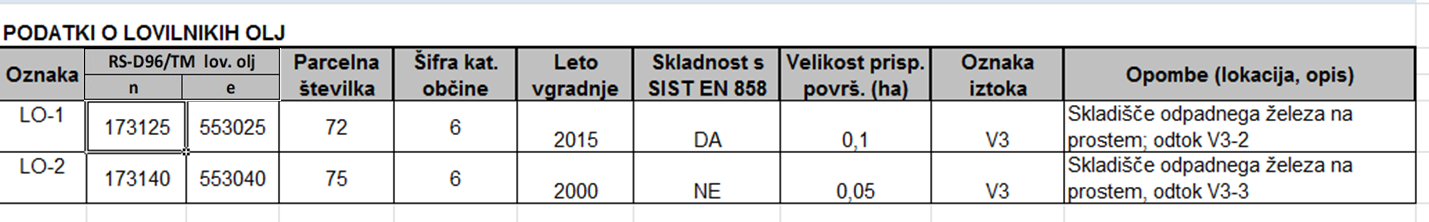 PODATKI O LOVILNIKIH OLJ
Oznaka RS-D96/TM lov. olj Parcelna številka Šifra kat. občine Leto vgradnje Skladnost s SIST EN 858 Velikost prisp. površ. (ha) Oznaka iztoka Opombe (lokacija, opis)
n e
LO-1 173125 553025 72 6 2015 DA 0,1 V3 Skladišče odpadnega železa na
prostem; odtok V3-2
LO-2 173140 553040 75 6 2000 NE 0,05 V3 Skladišče odpadnega železa na
prostem, odtok V3-3